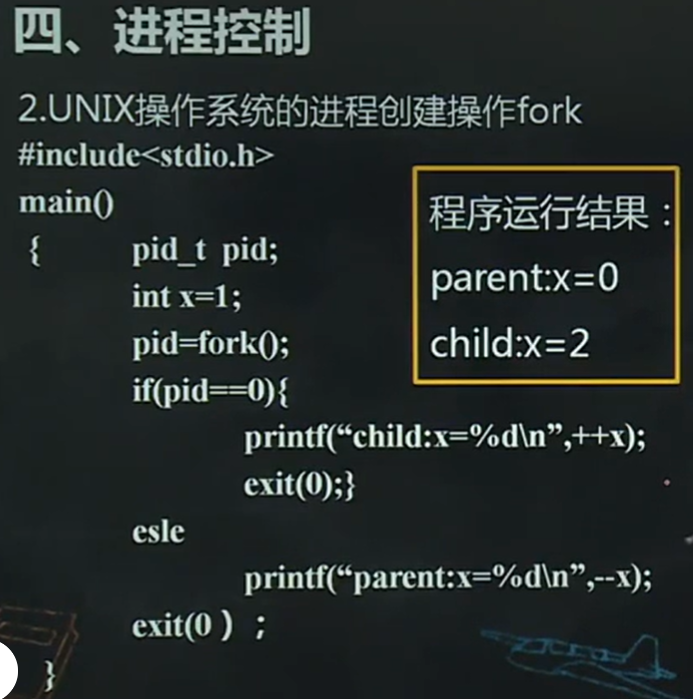 四、进程控制
2.UNIX操作系统的进程创建操作fork
#include<stdio.h>
main()
{ pid_t pid;
int x=1;
pid=fork();
if(pid==0){
printf(“child:x=%d\n”,++x);
exit(0);}
esle
printf(“parent:x=%d\n”,--x);
exit(0）；
}
程序运行结果：
parent:x=0
child:x=2